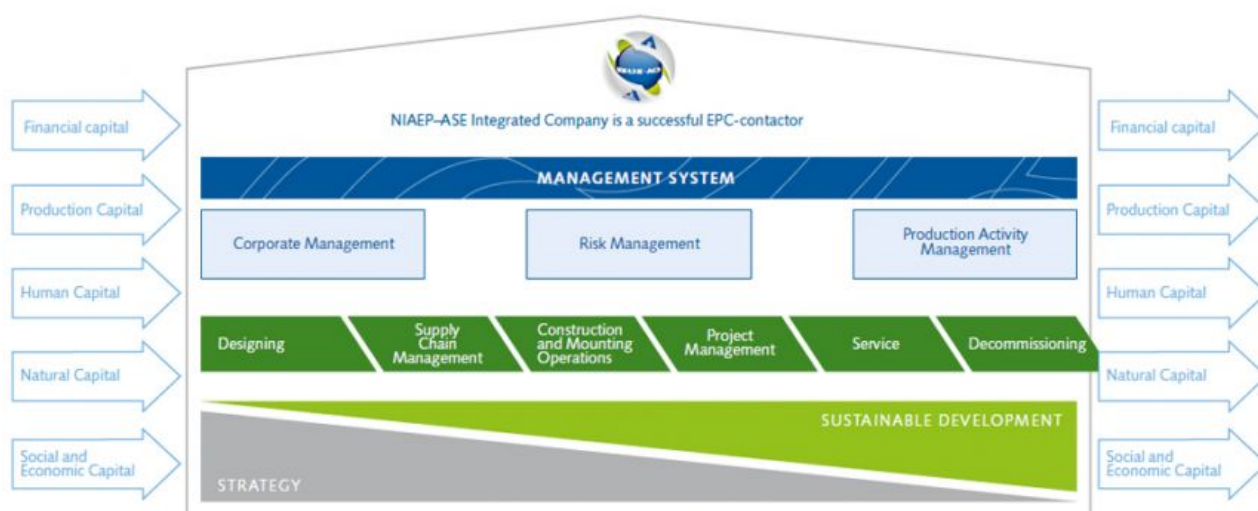 NIAEP–ASE Integrated Company is a successful EPC-contactor
MANAGEMENT SYSTEM
Corporate Management
Risk Management
Production Activity
Management
Designing
Supply
Chain
Management
Construction
and Mounting
Operations
Project
Management
Service
Decommissioning
SUSTAINABLE DEVELOPMENT
STRATEGY
Financial capital
Production Capital
Human Capital
Natural Capital
Social and
Economic Capital
Financial capital
Production Capital
Human Capital
Natural Capital
Social and
Economic Capital